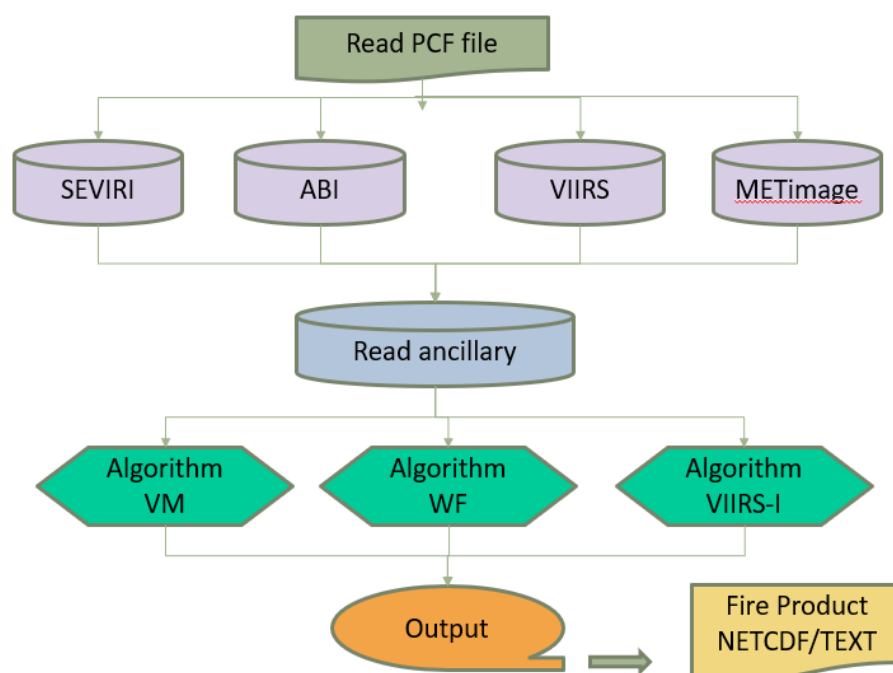 Read PCF file
SEVIRI
ABI
VIIRS
METimage
Read ancillary
Algorithm
VM
Algorithm
WF
Algorithm
VIIRS-I
Output
Fire Product
NETCDF/TEXT